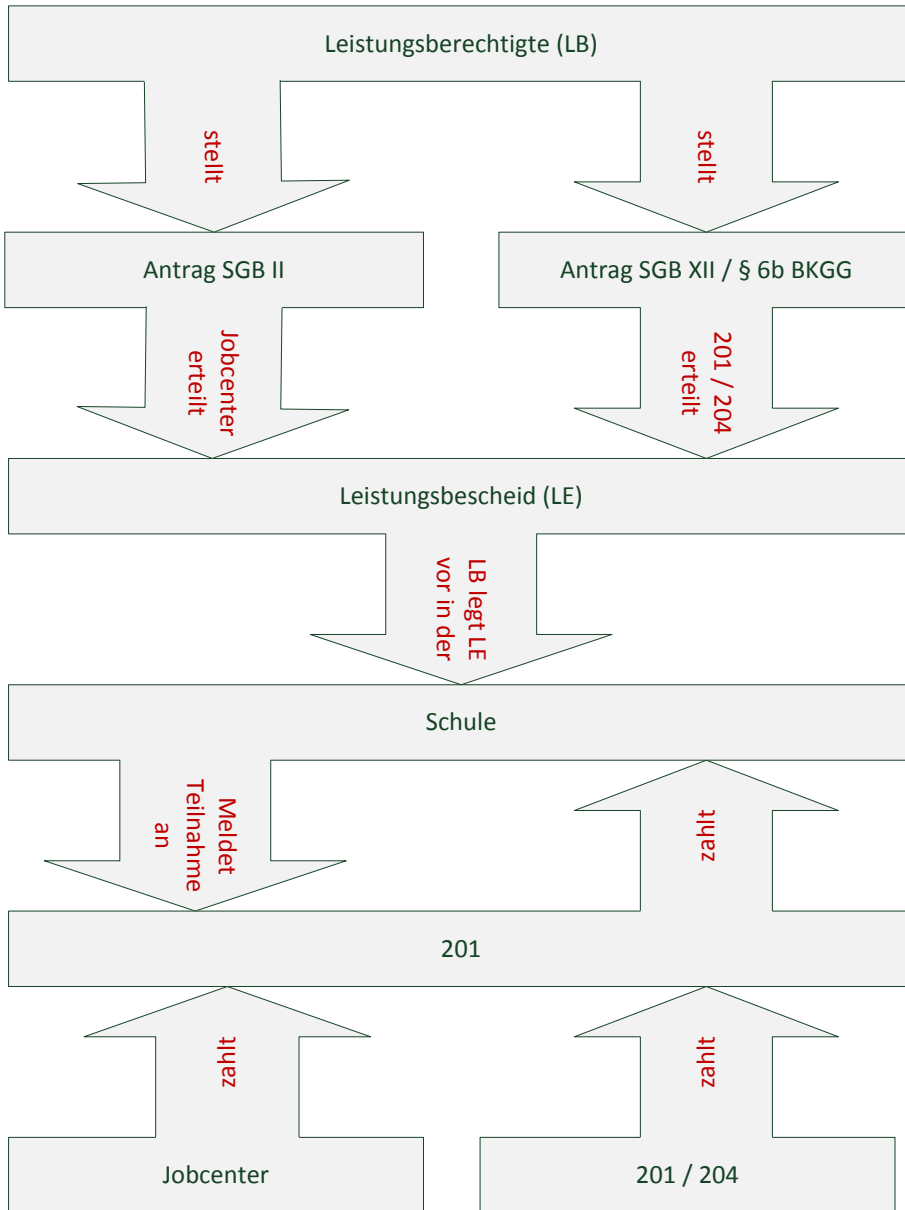 Leistungsberechtigte (LB)
stellt
stellt
Antrag SGB II
Antrag SGB XII / § 6b BKGG
Jobcenter
erteilt
201 / 204
erteilt
Leistungsbescheid (LE)
LB legt LE
vor in der
Schule
Meldet
Teilnahme
an
zahlt
201
zahlt
zahlt
Jobcenter
201 / 204